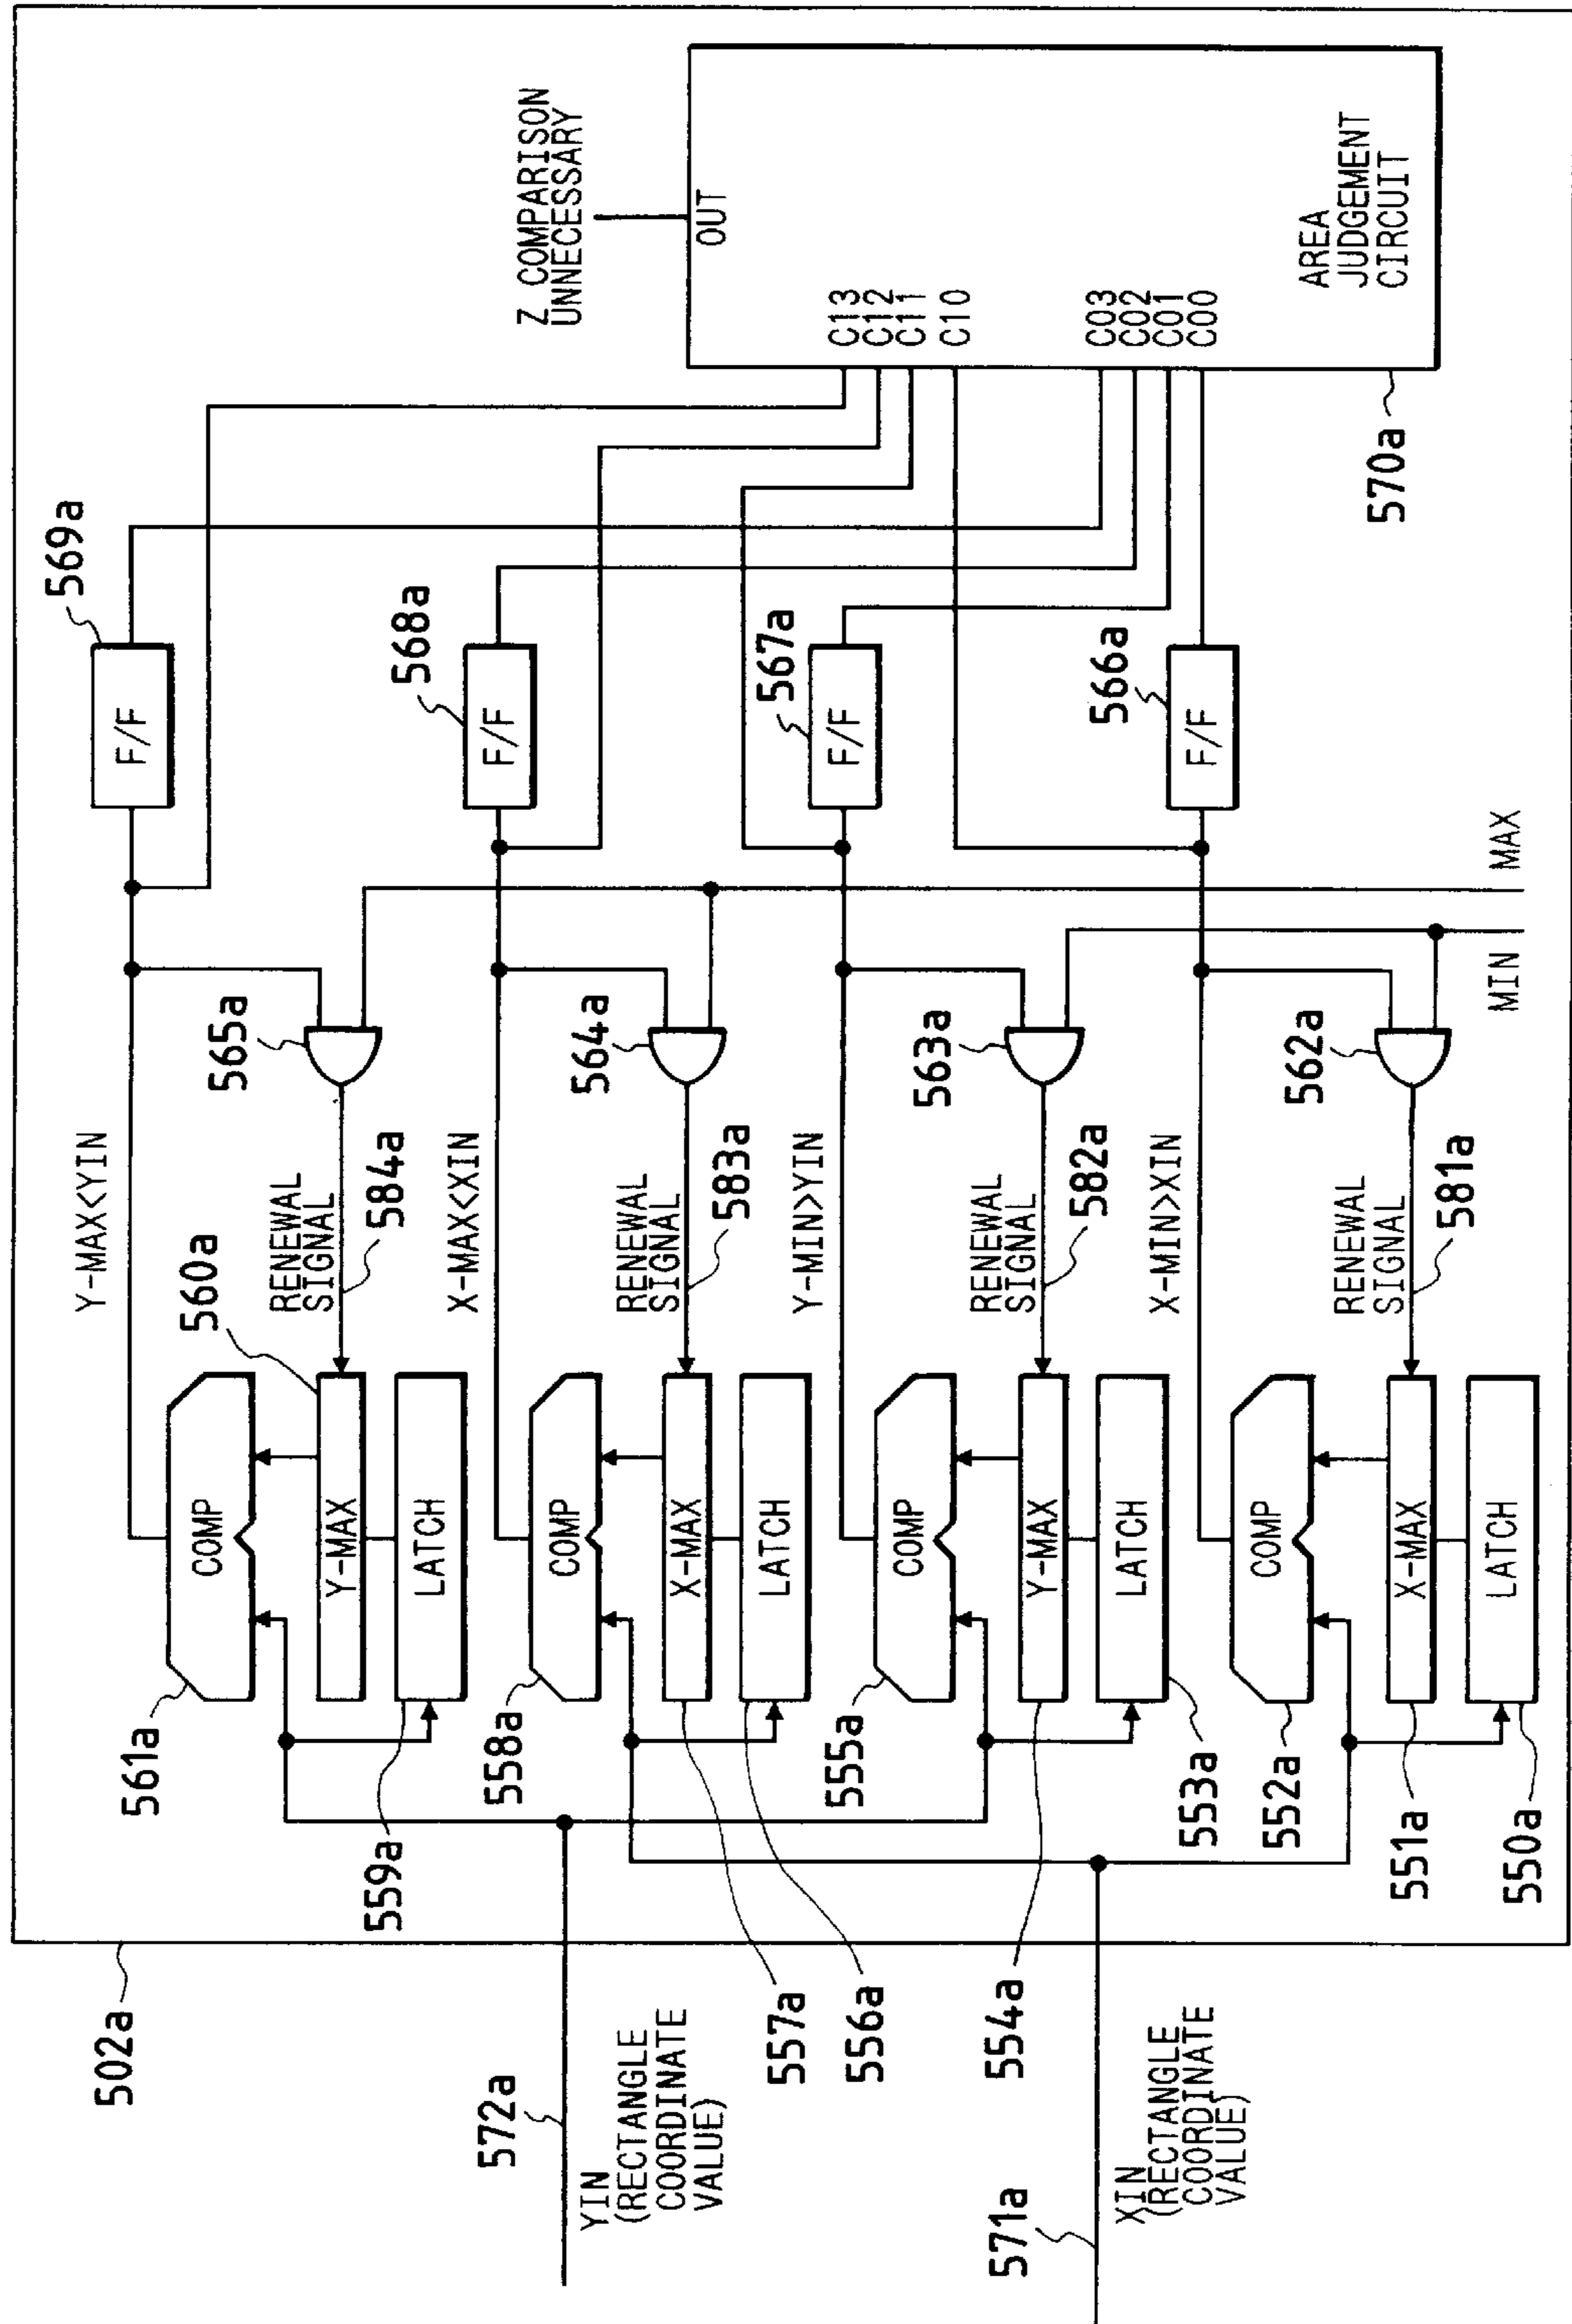 502a
572a
YIN
(RECTANGLE
COORDINATE
VALUE)
571a
XIN
(RECTANGLE
COORDINATE
VALUE)
561a
COMP
Y-MAX<YIN
560a
Y-MAX
LATCH
559a
RENEWAL
SIGNAL
584a
565a
F/F
569a
558a
COMP
X-MAX<XIN
X-MAX
557a
LATCH
556a
RENEWAL
SIGNAL
583a
564a
F/F
568a
555a
COMP
Y-MIN>YIN
Y-MAX
554a
LATCH
553a
RENEWAL
SIGNAL
582a
563a
F/F
567a
552a
COMP
X-MIN>XIN
X-MAX
551a
LATCH
550a
RENEWAL
SIGNAL
581a
562a
F/F
566a
MIN
MAX
Z COMPARISON
UNNECESSARY
OUT
C13
C12
C11
C10
C03
C02
C01
C00
AREA
JUDGEMENT
CIRCUIT
570a